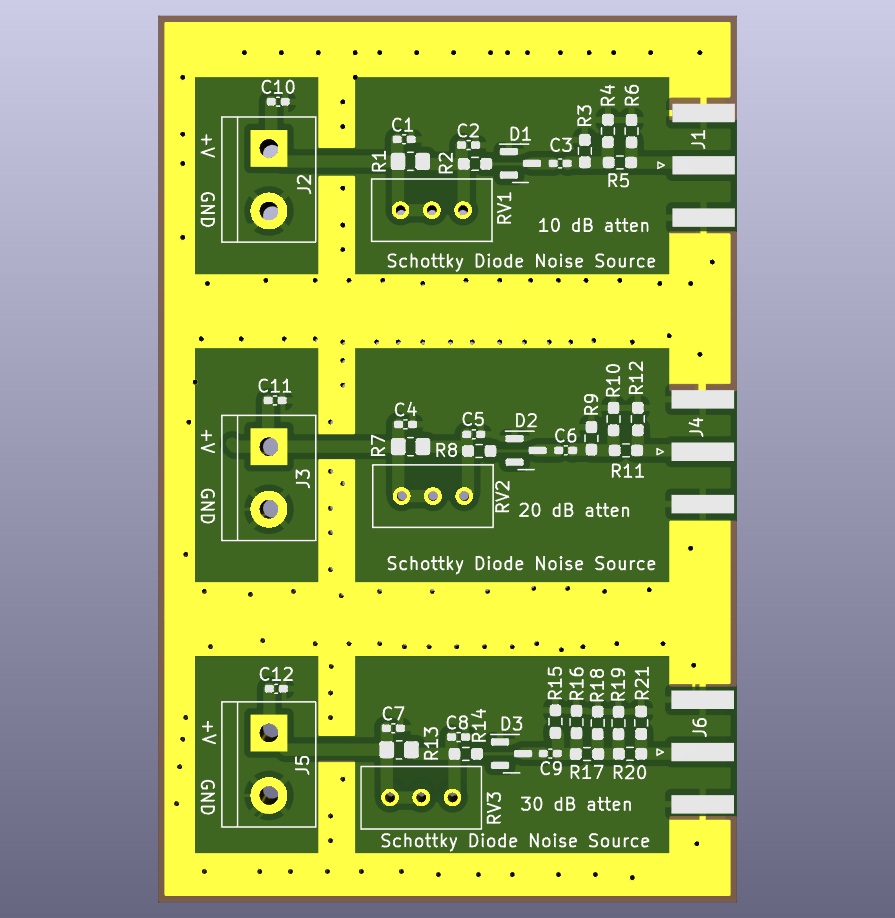 C10
+V
GND
J2
C1
C2
D1
C3
R3
R4
R6
R1
R2
R5
J1
RV1
10 dB atten
Schottky Diode Noise Source
C11
+V
GND
J3
C4
C5
D2
C6
R9
R10
R12
R7
R8
R11
J4
RV2
20 dB atten
Schottky Diode Noise Source
C12
+V
GND
J5
C7
R13
C8
R14
D3
C9
R15
R16
R18
R19
R21
R17
R20
J6
RV3
30 dB atten
Schottky Diode Noise Source